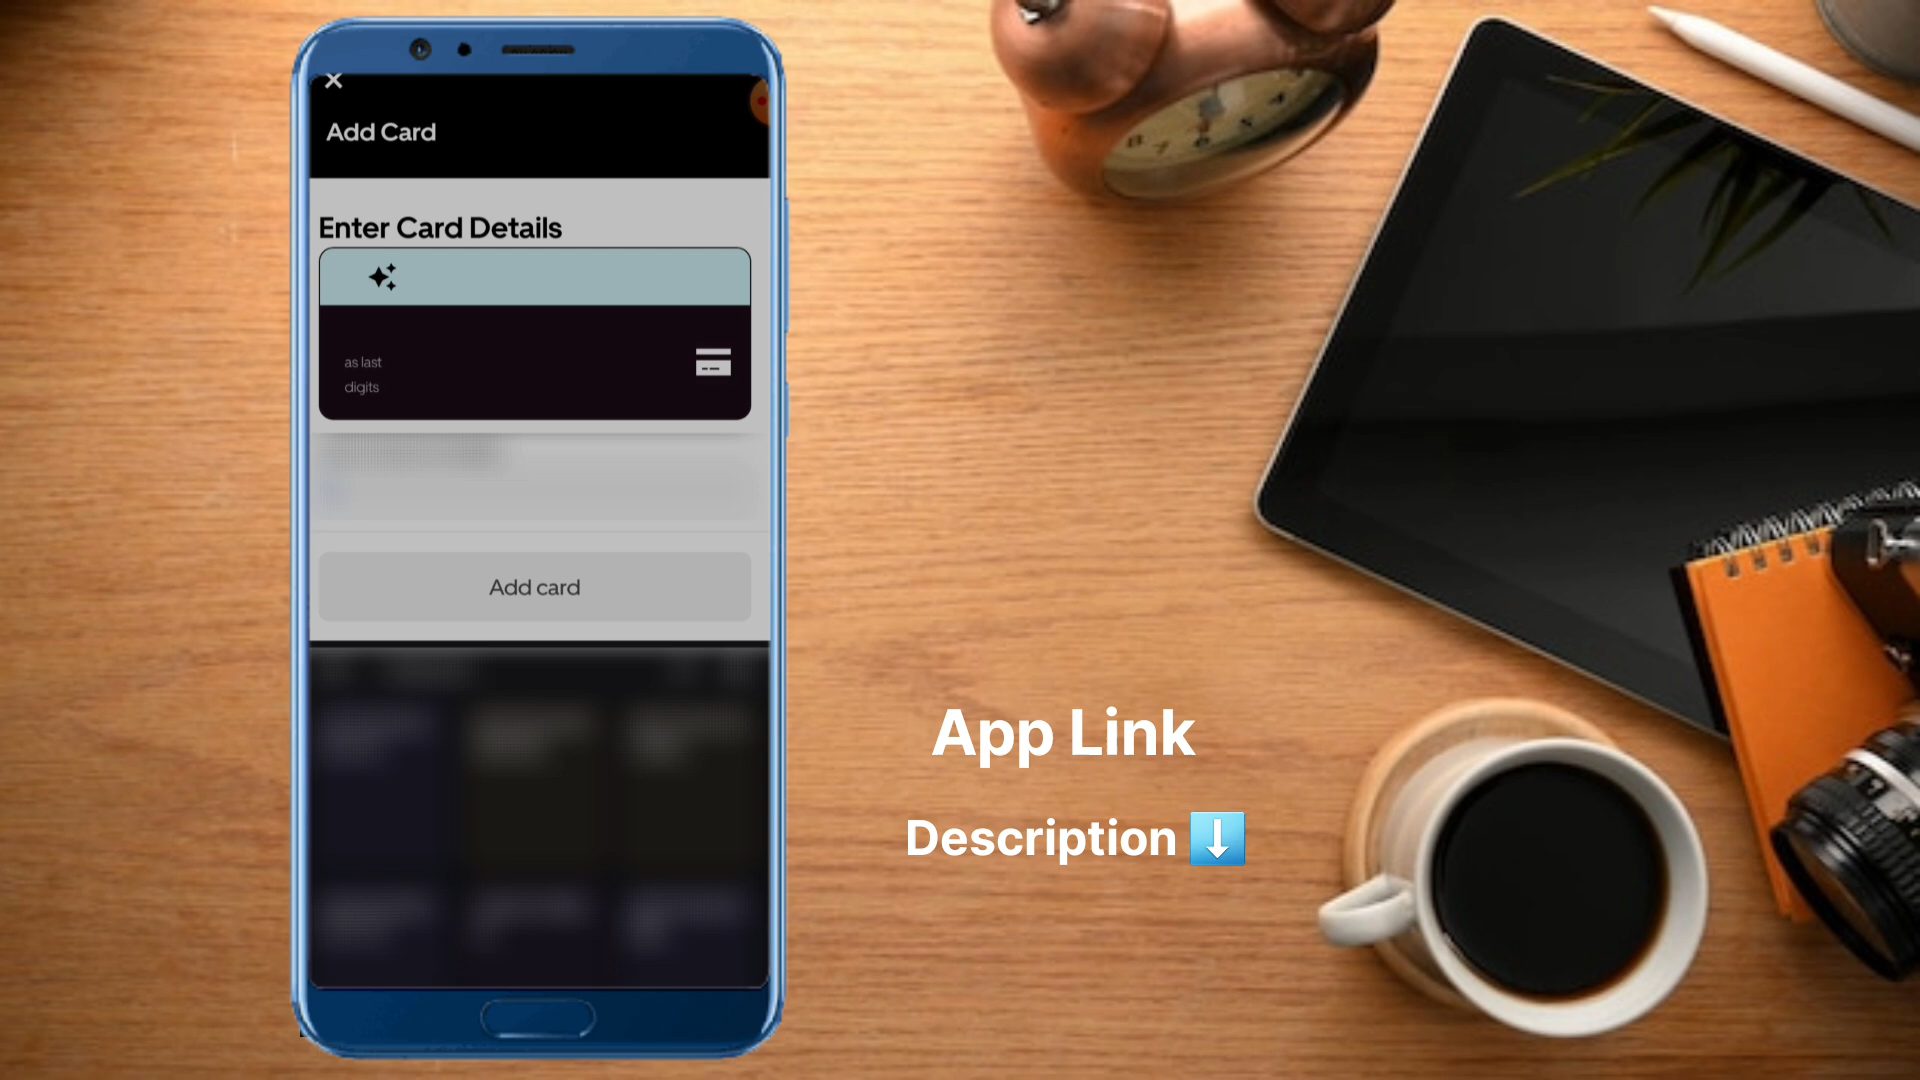 Add Card
Enter Card Details
as last
digits
Add card
App Link
Description ⬇️